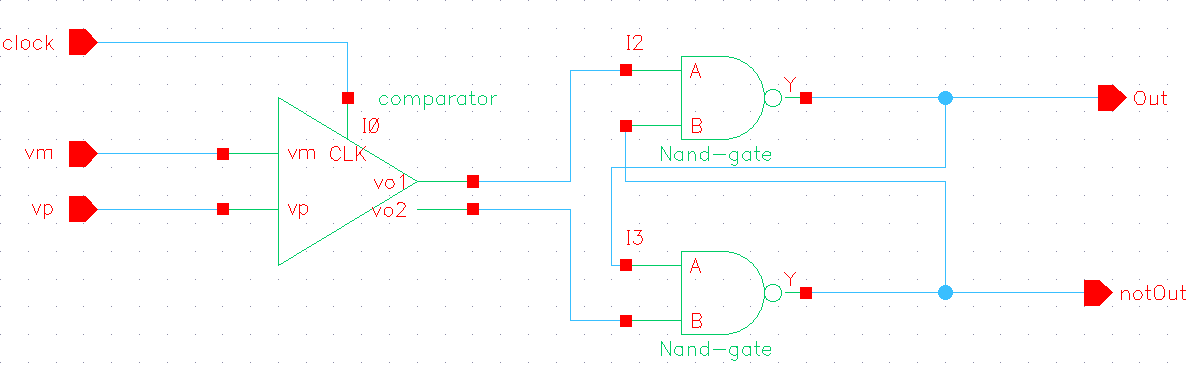 clock
I2
A
Y
comparator
Out
I0
B
vm
vm
CLK
Nand-gate
vo1
vp
vp
vo2
I3
A
Y
notOut
B
Nand-gate